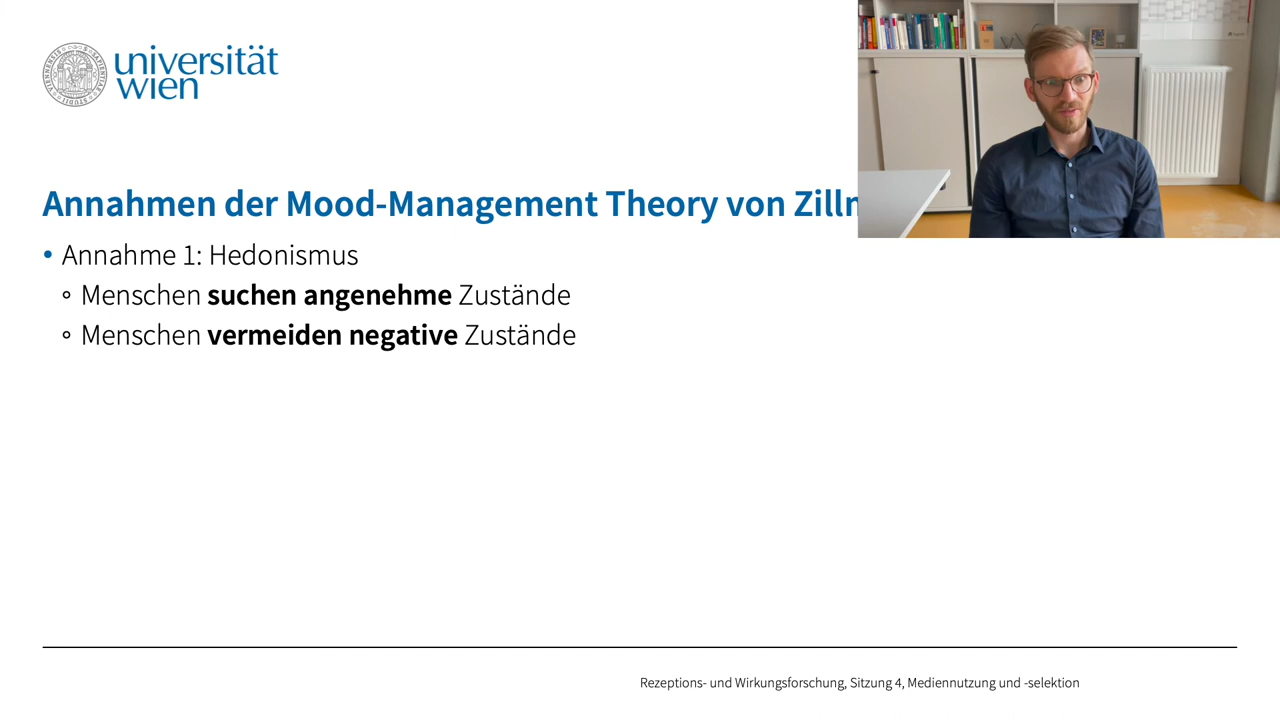 universität
wien
Annahmen der Mood-Management Theory von Zill
• Annahme 1: Hedonismus
◦ Menschen suchen angenehme Zustände
◦ Menschen vermeiden negative Zustände
Rezeptions- und Wirkungsforschung, Sitzung 4, Mediennutzung und -selektion